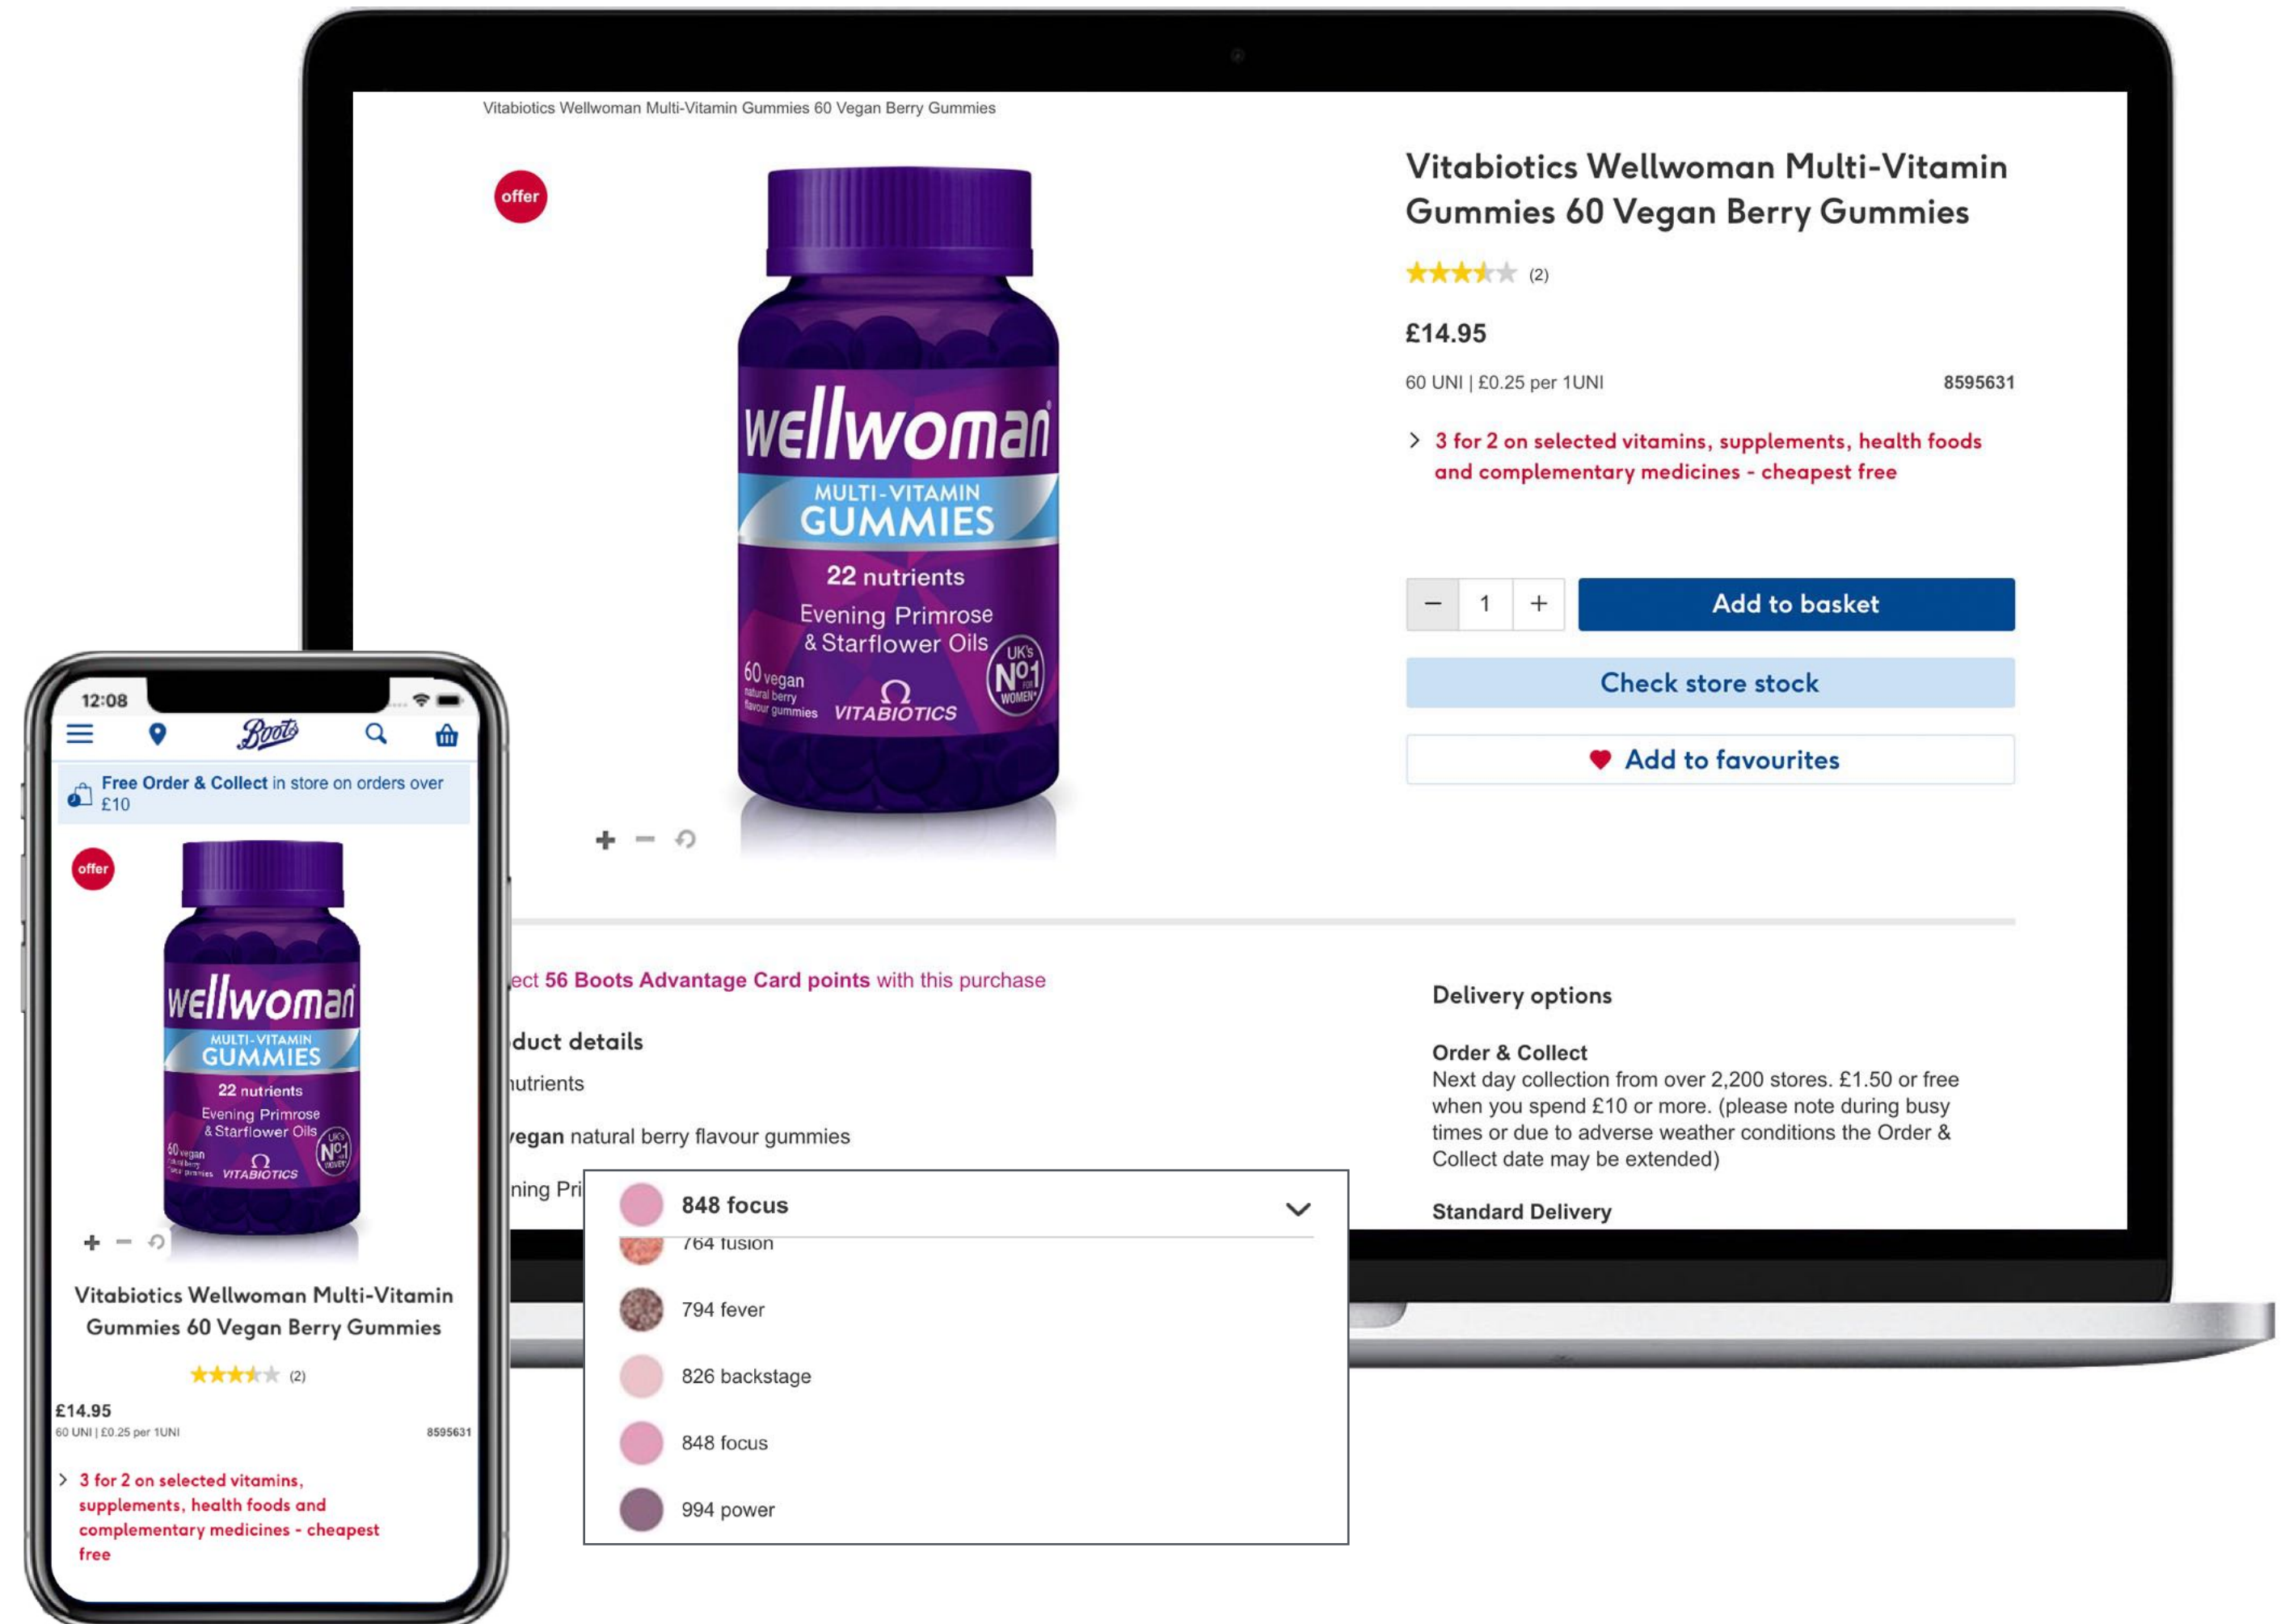 Vitabiotics Wellwoman Multi-Vitamin Gummies 60 Vegan Berry Gummies
offer
wellwoman
MULTI-VITAMIN
GUMMIES
22 nutrients
Evening Primrose
& Starflower Oils
60 vegan
natural berry
flavour gummies
VITABIOTICS
UK's
Nº1
FOR
WOMEN*
Vitabiotics Wellwoman Multi-Vitamin
Gummies 60 Vegan Berry Gummies
(2)
£14.95
60 UNI | £0.25 per 1UNI 8595631
> 3 for 2 on selected vitamins, supplements, health foods
and complementary medicines - cheapest free
− 1 + Add to basket
Check store stock
Add to favourites
ect 56 Boots Advantage Card points with this purchase
duct details
nutrients
vegan natural berry flavour gummies
ning Pri
Delivery options
Order & Collect
Next day collection from over 2,200 stores. £1.50 or free
when you spend £10 or more. (please note during busy
times or due to adverse weather conditions the Order &
Collect date may be extended)
Standard Delivery
12:08
Boots
Free Order & Collect in store on orders over
£10
offer
wellwoman
MULTI-VITAMIN
GUMMIES
22 nutrients
Evening Primrose
& Starflower Oils
60 vegan
VITABIOTICS
UK's
Nº1
Vitabiotics Wellwoman Multi-Vitamin
Gummies 60 Vegan Berry Gummies
(2)
£14.95
60 UNI | £0.25 per 1UNI 8595631
> 3 for 2 on selected vitamins,
supplements, health foods and
complementary medicines - cheapest
free
848 focus
764 fusion
794 fever
826 backstage
848 focus
994 power